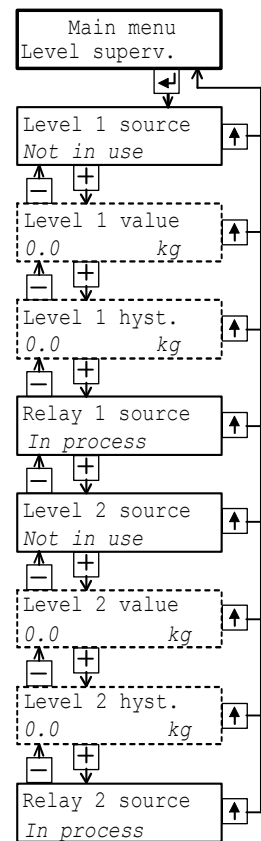 Main menu
Level superv.
Level 1 source
Not in use
Level 1 value
0.0 kg
Level 1 hyst.
0.0 kg
Relay 1 source
In process
Level 2 source
Not in use
Level 2 value
0.0 kg
Level 2 hyst.
0.0 kg
Relay 2 source
In process